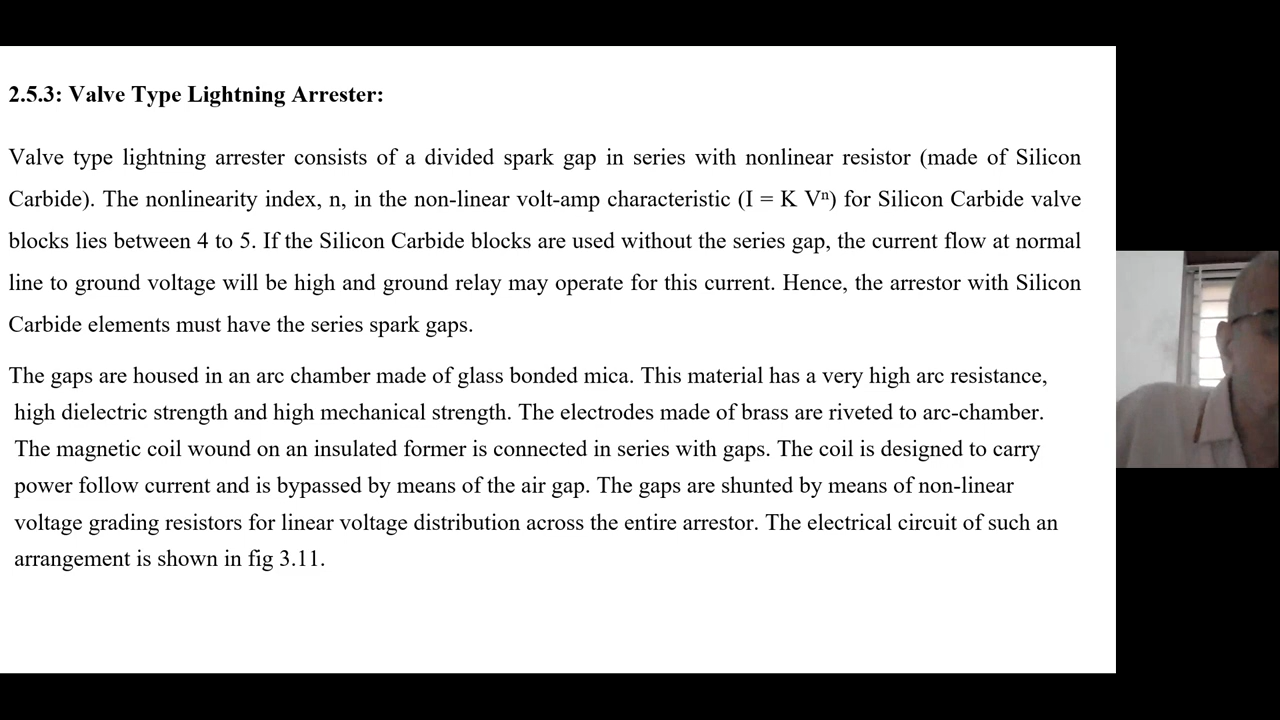 2.5.3: Valve Type Lightning Arrester:
Valve type lightning arrester consists of a divided spark gap in series with nonlinear resistor (made of Silicon
Carbide). The nonlinearity index, n, in the non-linear volt-amp characteristic (I = K Vⁿ) for Silicon Carbide valve
blocks lies between 4 to 5. If the Silicon Carbide blocks are used without the series gap, the current flow at normal
line to ground voltage will be high and ground relay may operate for this current. Hence, the arrestor with Silicon
Carbide elements must have the series spark gaps.
The gaps are housed in an arc chamber made of glass bonded mica. This material has a very high arc resistance,
high dielectric strength and high mechanical strength. The electrodes made of brass are riveted to arc-chamber.
The magnetic coil wound on an insulated former is connected in series with gaps. The coil is designed to carry
power follow current and is bypassed by means of the air gap. The gaps are shunted by means of non-linear
voltage grading resistors for linear voltage distribution across the entire arrestor. The electrical circuit of such an
arrangement is shown in fig 3.11.